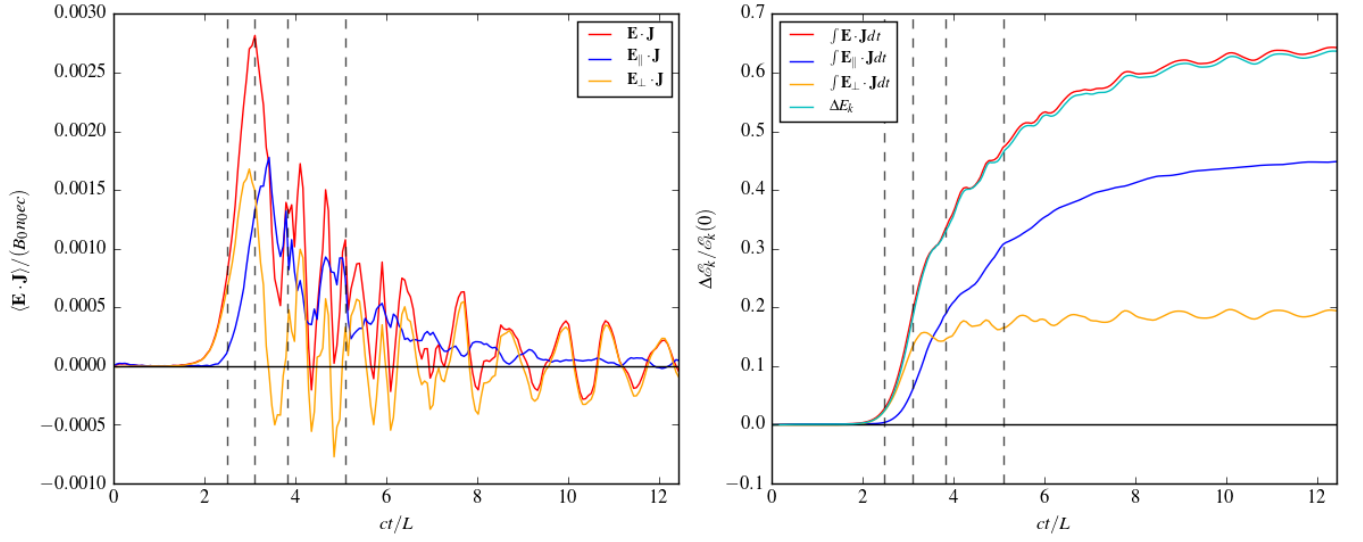 0.0030
0.0025
0.0020
0.0015
0.0010
0.0005
0.0000
−0.0005
−0.0010
⟨E · J⟩/(B₀n₀ec)
E · J
E∥ · J
E⊥ · J
0 2 4 6 8 10 12
ct/L
0.7
0.6
0.5
0.4
0.3
0.2
0.1
0.0
−0.1
Δℰₖ/ℰₖ(0)
∫ E · Jdt
∫ E∥ · Jdt
∫ E⊥ · Jdt
ΔEₖ
0 2 4 6 8 10 12
ct/L